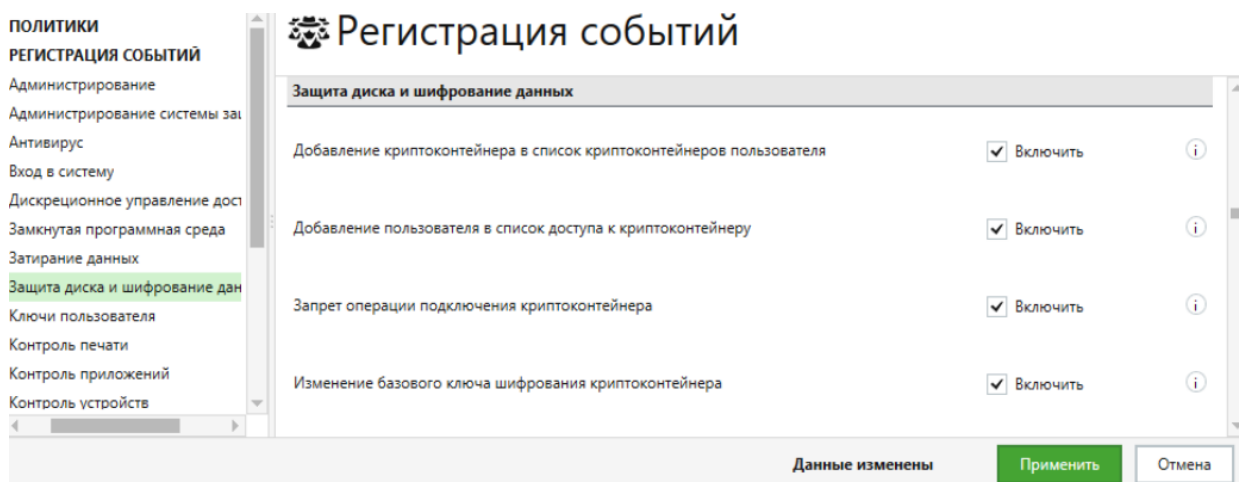 ПОЛИТИКИ
РЕГИСТРАЦИЯ СОБЫТИЙ
Администрирование
Администрирование системы за
Антивирус
Вход в систему
Дискреционное управление дост
Замкнутая программная среда
Затирание данных
Защита диска и шифрование дан
Ключи пользователя
Контроль печати
Контроль приложений
Контроль устройств
Регистрация событий
Защита диска и шифрование данных
Добавление криптоконтейнера в список криптоконтейнеров пользователя Включить
Добавление пользователя в список доступа к криптоконтейнеру Включить
Запрет операции подключения криптоконтейнера Включить
Изменение базового ключа шифрования криптоконтейнера Включить
Данные изменены Применить Отмена